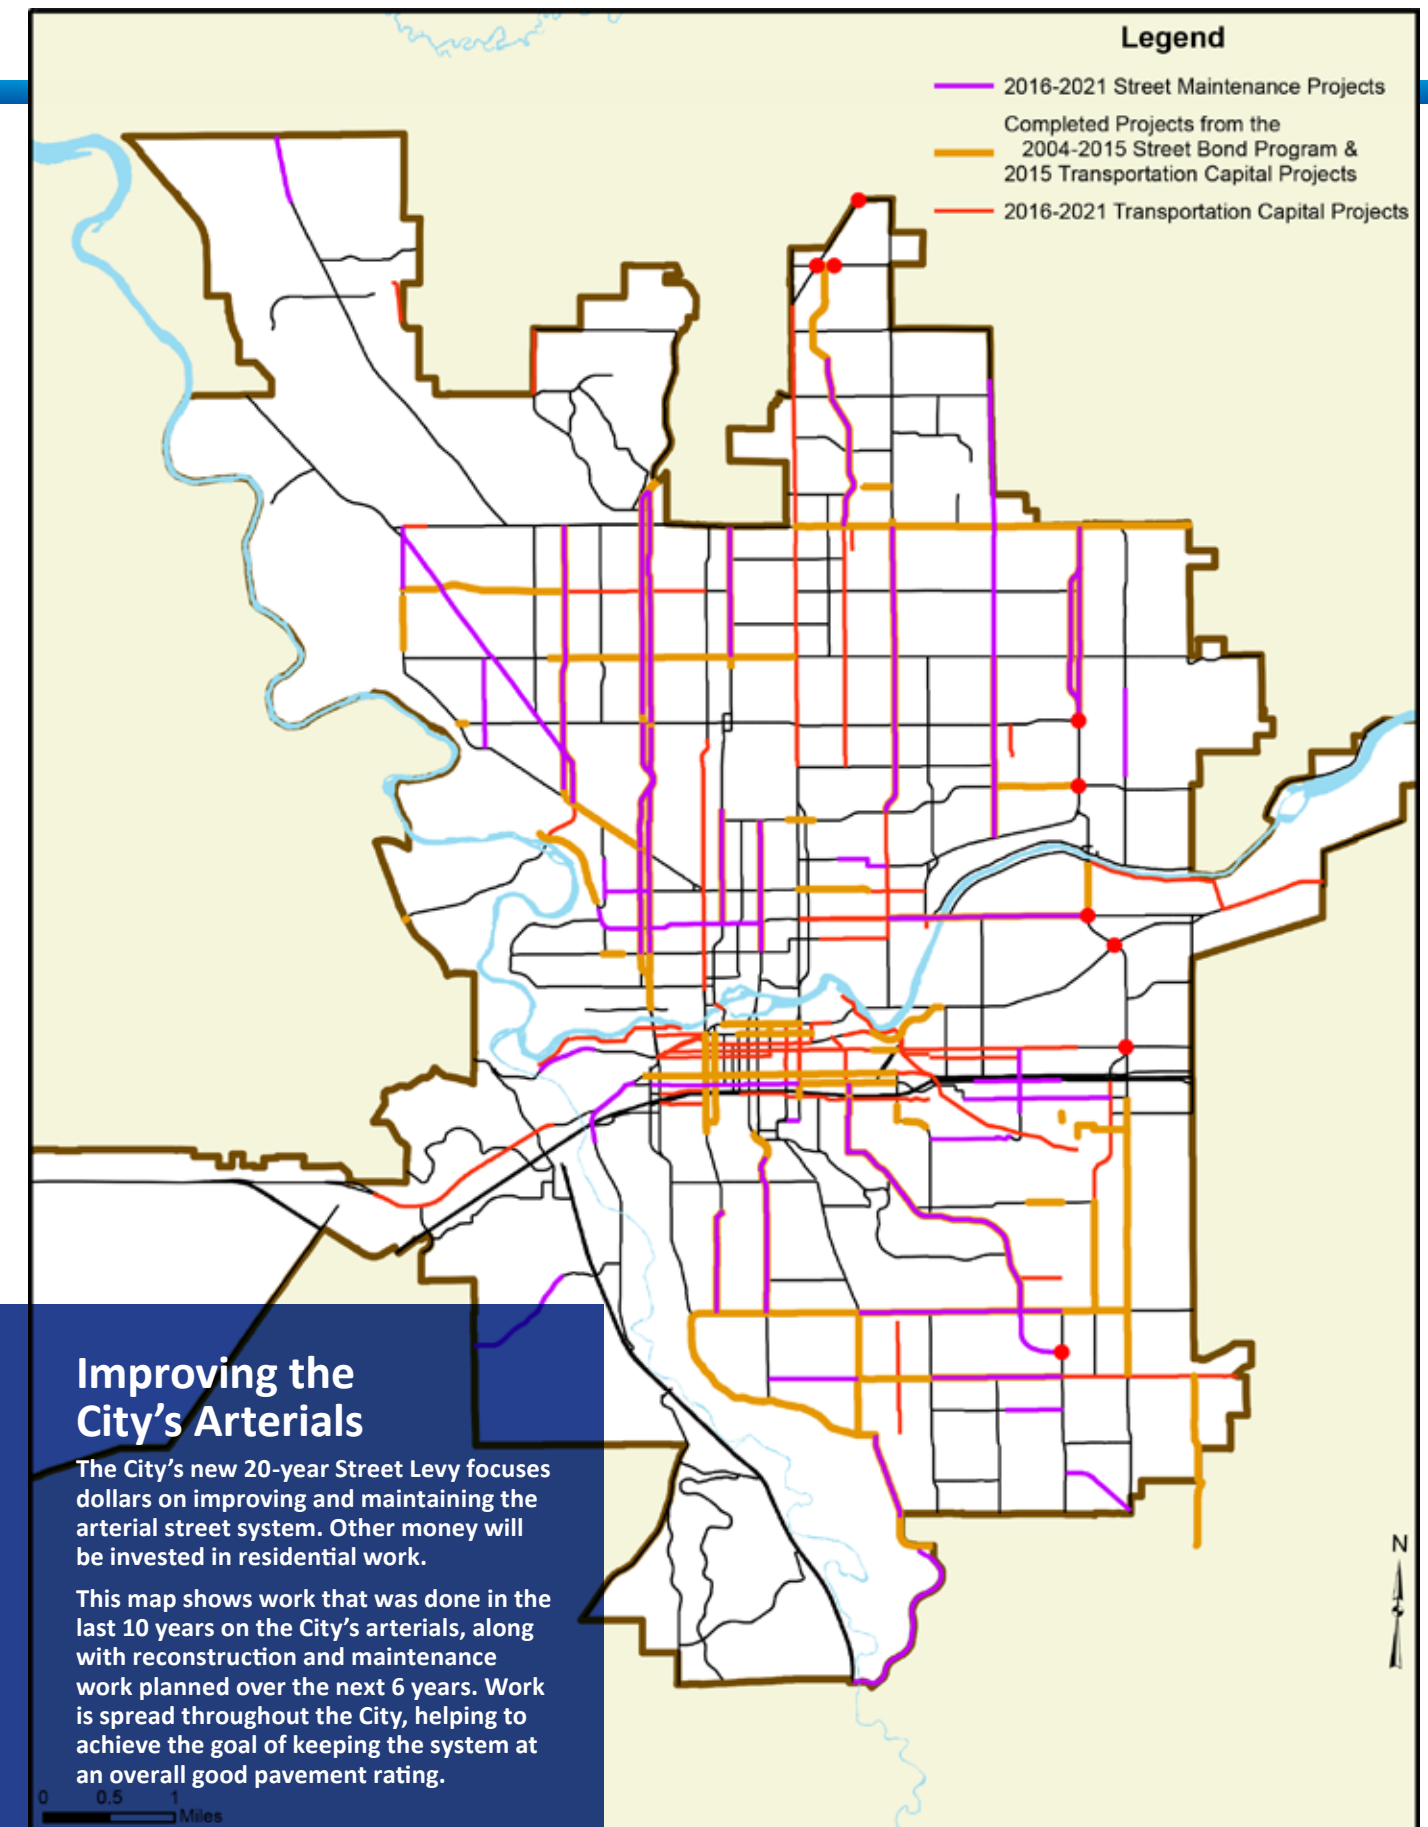 Legend
2016-2021 Street Maintenance Projects
Completed Projects from the
2004-2015 Street Bond Program &
2015 Transportation Capital Projects
2016-2021 Transportation Capital Projects
Improving the
City's Arterials
The City's new 20-year Street Levy focuses
dollars on improving and maintaining the
arterial street system. Other money will
be invested in residential work.
This map shows work that was done in the
last 10 years on the City's arterials, along
with reconstruction and maintenance
work planned over the next 6 years. Work
is spread throughout the City, helping to
achieve the goal of keeping the system at
an overall good pavement rating.
N
0 0.5 1
Miles